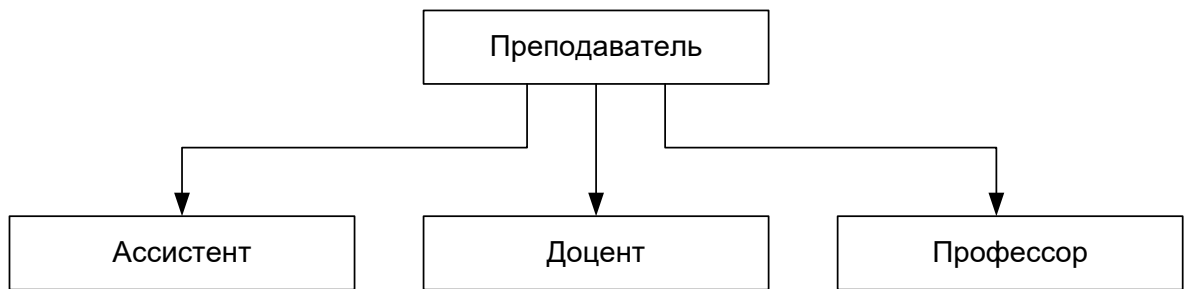 Преподаватель
Ассистент
Доцент
Профессор